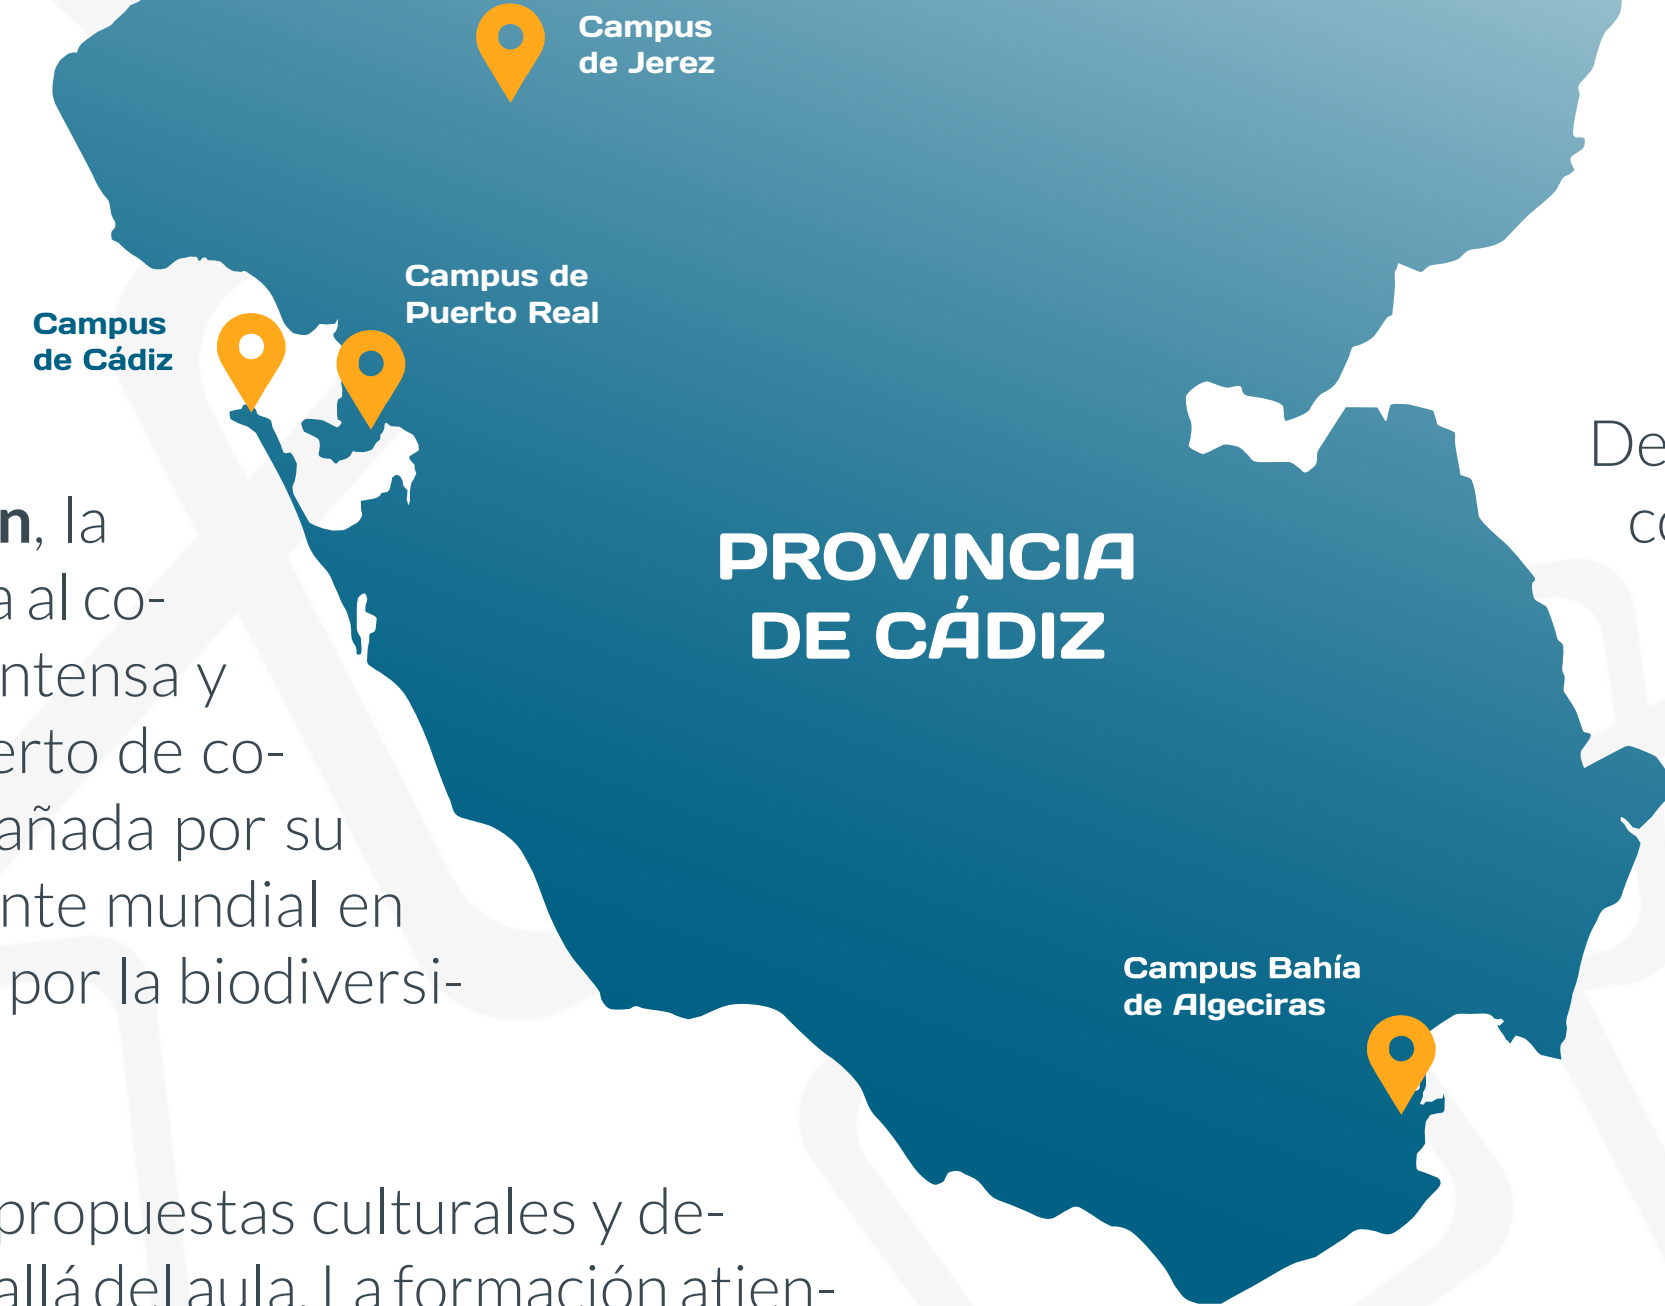 Campus
de Jerez
Campus de
Puerto Real
Campus
de Cádiz
PROVINCIA
DE CÁDIZ
Campus Bahía
de Algeciras
n, la
a al co-
ntensa y
erto de co-
añada por su
nte mundial en
por la biodiversi-
propuestas culturales y de-
allá del aula. La formación atien-
De
co